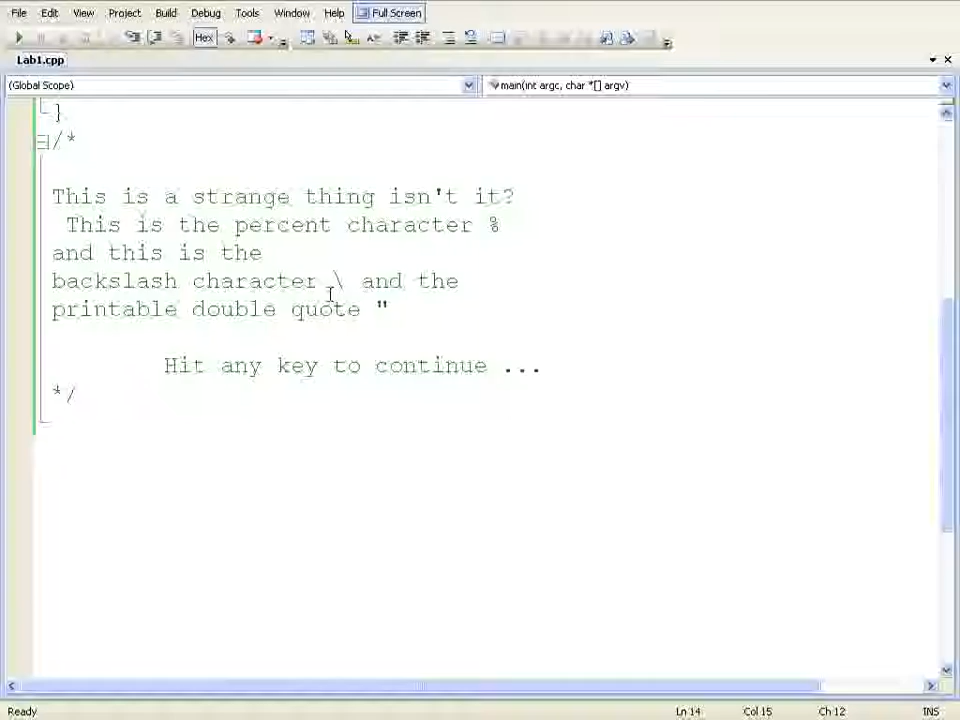 File Edit View Project Build Debug Tools Window Help Full Screen
Hex
Lab1.cpp
(Global Scope) main(int argc, char *[] argv)
}
/*
This is a strange thing isn't it?
This is the percent character %
and this is the
backslash character \ and the
printable double quote "
Hit any key to continue ...
*/
Ready Ln 14 Col 15 Ch 12 INS